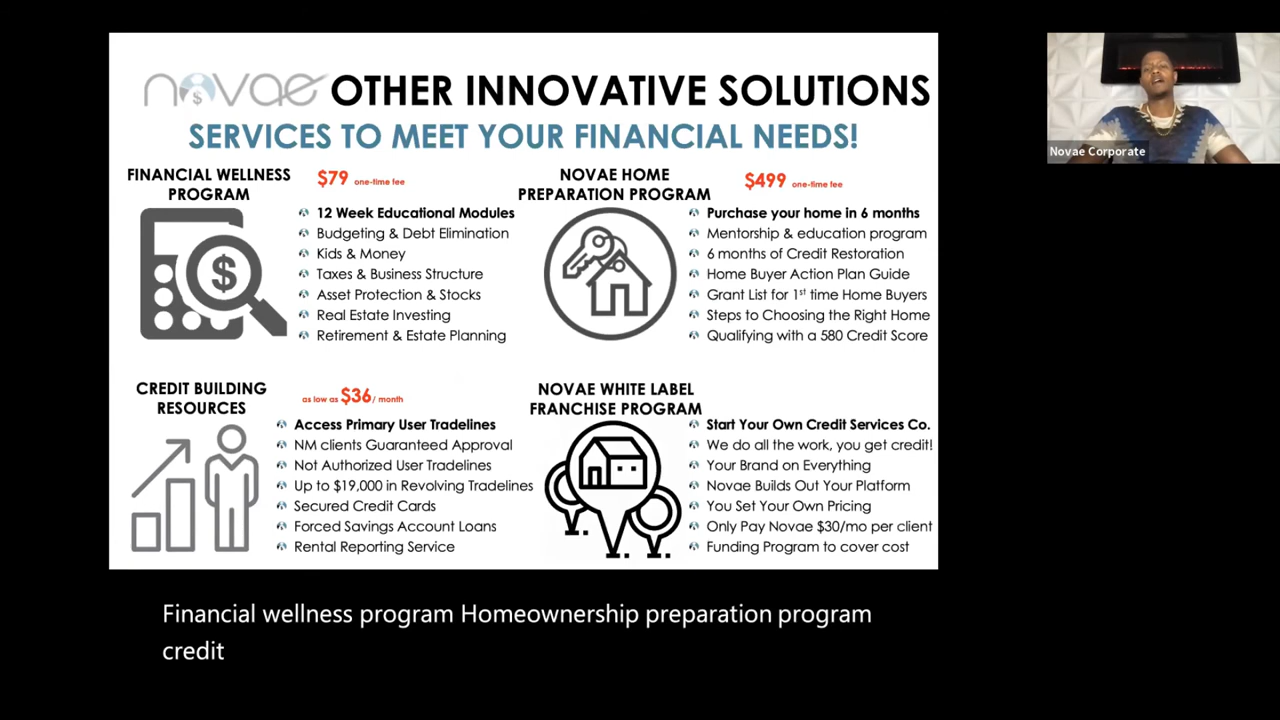 novae OTHER INNOVATIVE SOLUTIONS
SERVICES TO MEET YOUR FINANCIAL NEEDS!
FINANCIAL WELLNESS
PROGRAM
$79 one-time fee
12 Week Educational Modules
Budgeting & Debt Elimination
Kids & Money
Taxes & Business Structure
Asset Protection & Stocks
Real Estate Investing
Retirement & Estate Planning
NOVAE HOME
PREPARATION PROGRAM
$499 one-time fee
Purchase your home in 6 months
Mentorship & education program
6 months of Credit Restoration
Home Buyer Action Plan Guide
Grant List for 1st time Home Buyers
Steps to Choosing the Right Home
Qualifying with a 580 Credit Score
CREDIT BUILDING
RESOURCES
as low as $36/ month
Access Primary User Tradelines
NM clients Guaranteed Approval
Not Authorized User Tradelines
Up to $19,000 in Revolving Tradelines
Secured Credit Cards
Forced Savings Account Loans
Rental Reporting Service
NOVAE WHITE LABEL
FRANCHISE PROGRAM
Start Your Own Credit Services Co.
We do all the work, you get credit!
Your Brand on Everything
Novae Builds Out Your Platform
You Set Your Own Pricing
Only Pay Novae $30/mo per client
Funding Program to cover cost
Novae Corporate
Financial wellness program Homeownership preparation program
credit